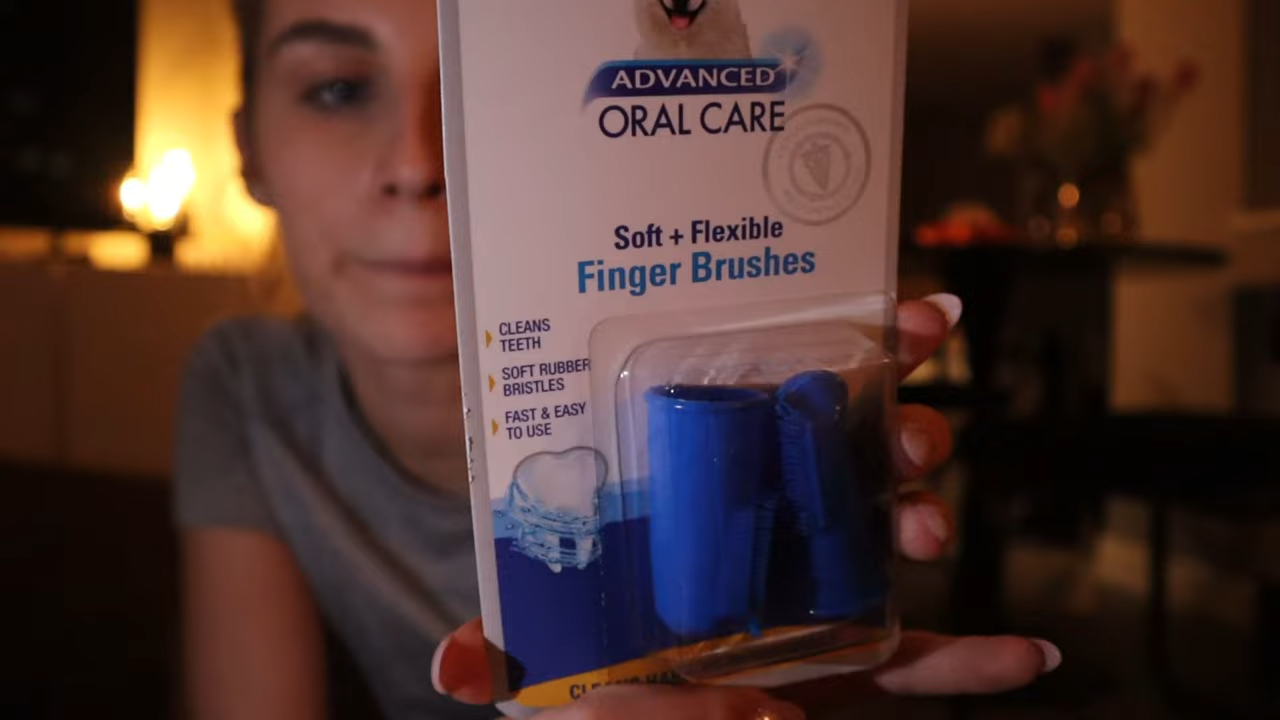 ADVANCED
ORAL CARE
Soft + Flexible
Finger Brushes
CLEANS
TEETH
SOFT RUBBER
BRISTLES
FAST & EASY
TO USE